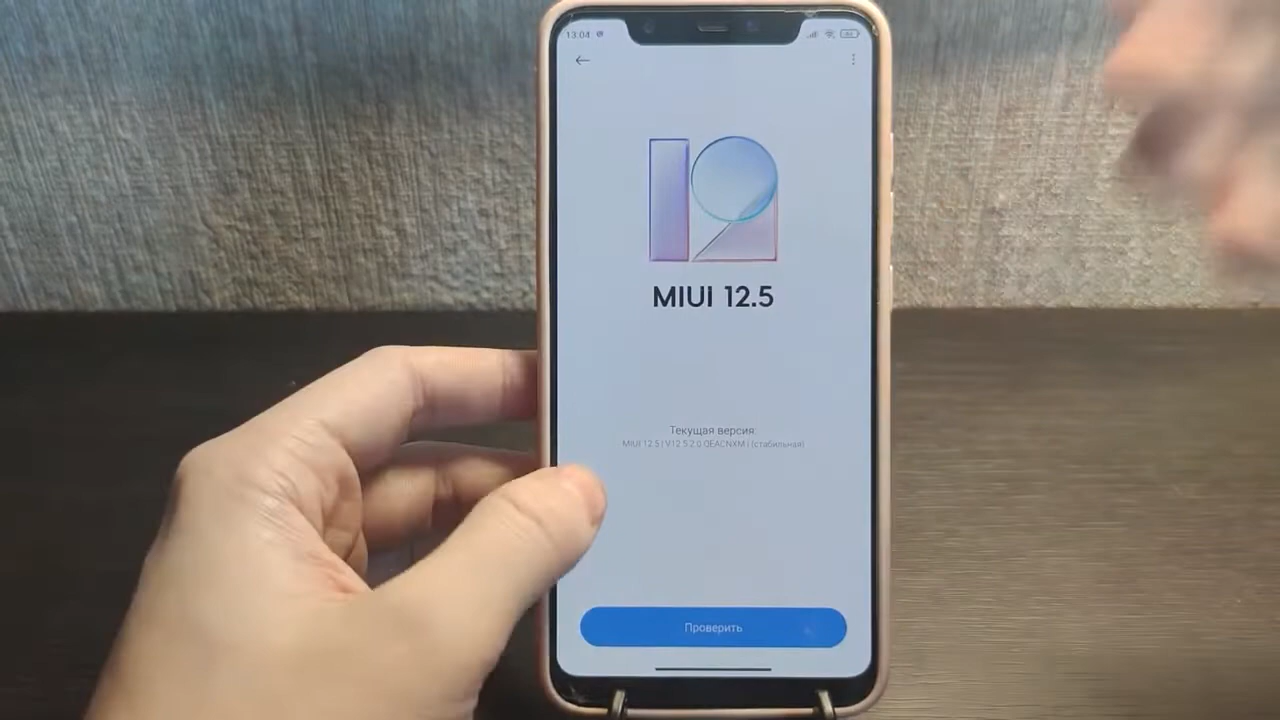 13:04
MIUI 12.5
Текущая версия:
MIUI 12.5 | V12.5.2.0.QEACNXM | (стабильная)
Проверить